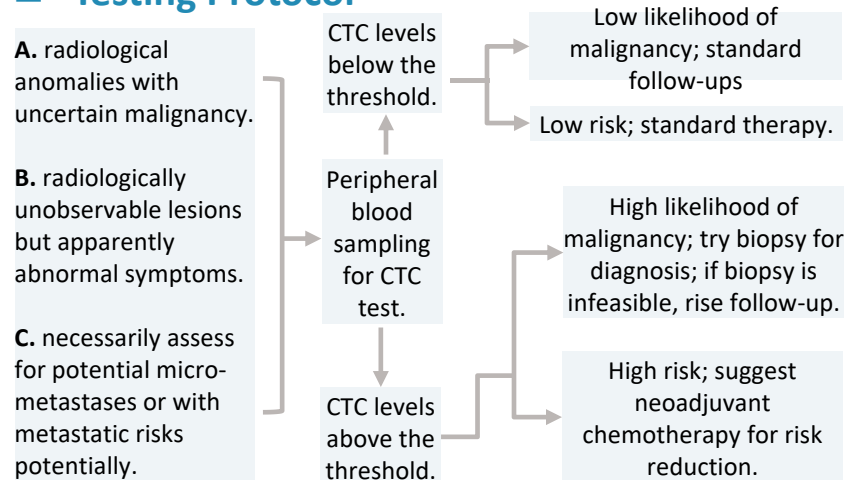 Testing Protocol
A. radiological
anomalies with
uncertain malignancy.
B. radiologically
unobservable lesions
but apparently
abnormal symptoms.
C. necessarily assess
for potential micro-
metastases or with
metastatic risks
potentially.
CTC levels
below the
threshold.
Peripheral
blood
sampling
for CTC
test.
CTC levels
above the
threshold.
Low likelihood of
malignancy; standard
follow-ups
Low risk; standard therapy.
High likelihood of
malignancy; try biopsy for
diagnosis; if biopsy is
infeasible, rise follow-up.
High risk; suggest
neoadjuvant
chemotherapy for risk
reduction.